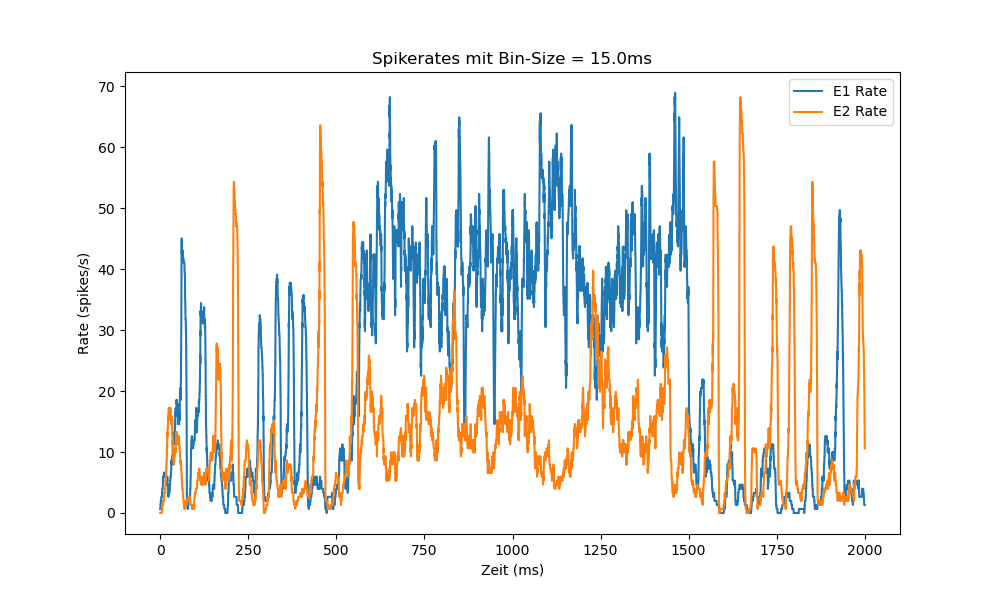 Spikerates mit Bin-Size = 15.0ms
E1 Rate
E2 Rate
70
60
50
40
30
20
10
0
Rate (spikes/s)
0 250 500 750 1000 1250 1500 1750 2000
Zeit (ms)